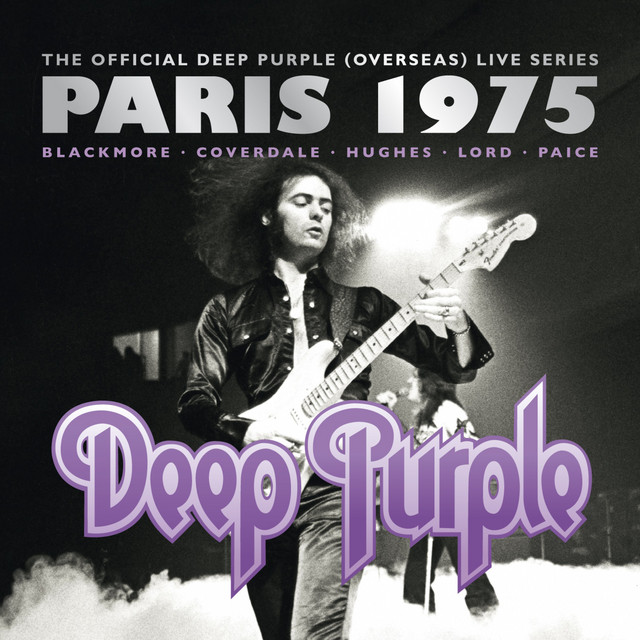 THE OFFICIAL DEEP PURPLE (OVERSEAS) LIVE SERIES
PARIS 1975
BLACKMORE · COVERDALE · HUGHES · LORD · PAICE
Fender
Deep Purple